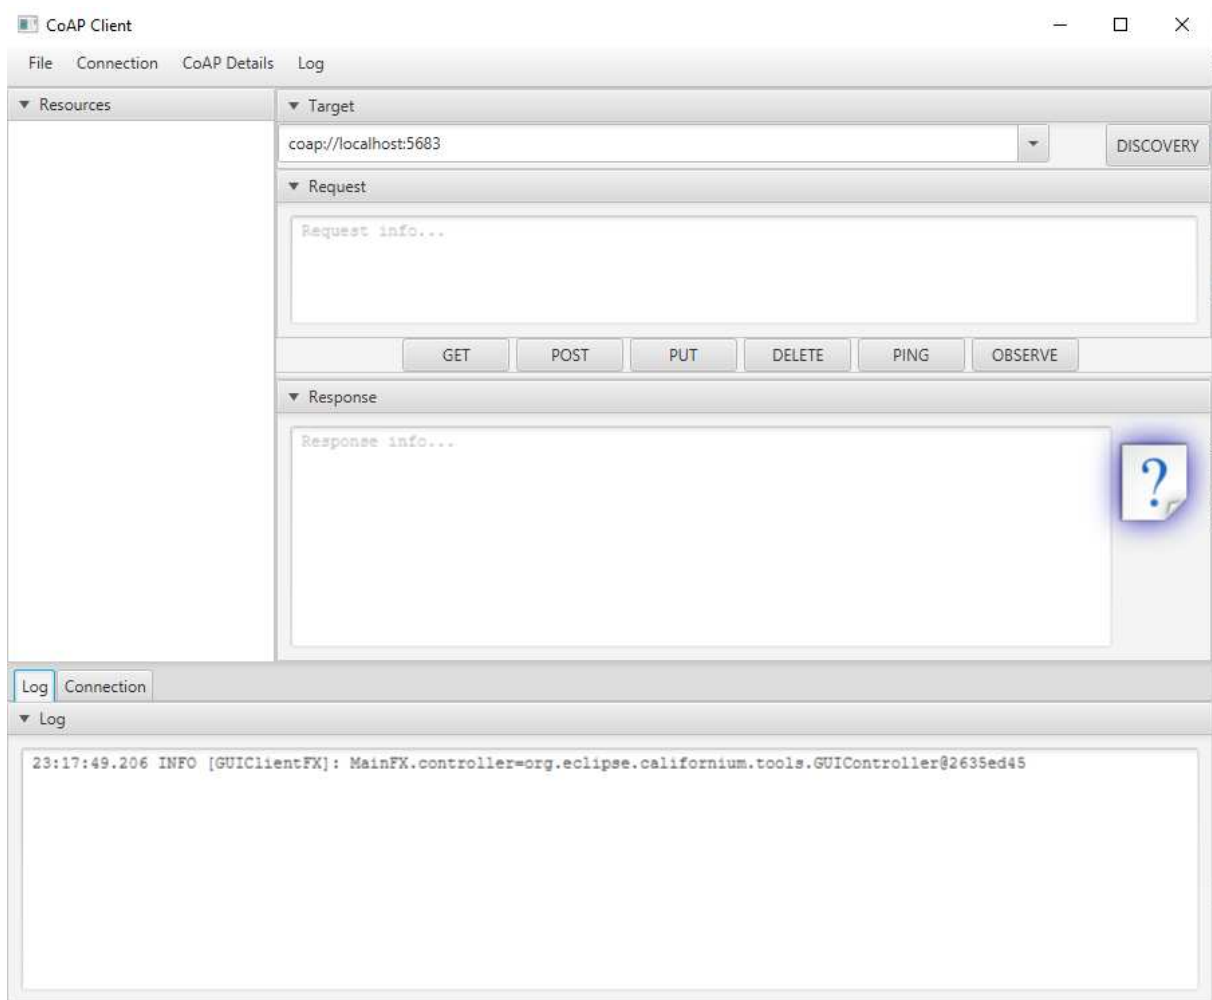 CoAP Client
File Connection CoAP Details Log
Resources
Target
coap://localhost:5683
DISCOVERY
Request
Request info...
GET POST PUT DELETE PING OBSERVE
Response
Response info...
?
Log Connection
Log
23:17:49.206 INFO [GUIClientFX]: MainFX.controller=org.eclipse.californium.tools.GUIController@2635ed45